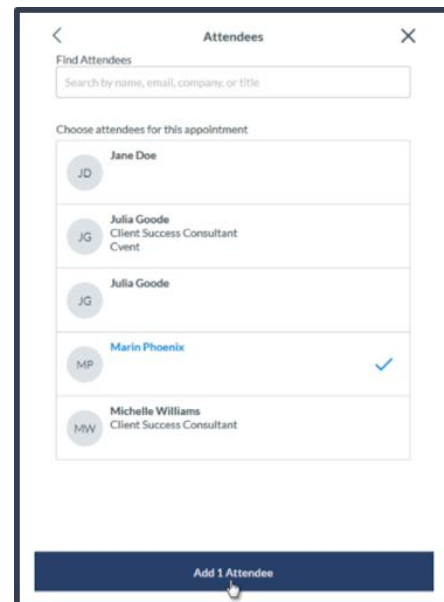 Attendees
Find Attendees
Search by name, email, company, or title
Choose attendees for this appointment
JD
Jane Doe
JG
Julia Goode
Client Success Consultant
Cvent
JG
Julia Goode
MP
Marin Phoenix
MW
Michelle Williams
Client Success Consultant
Add 1 Attendee